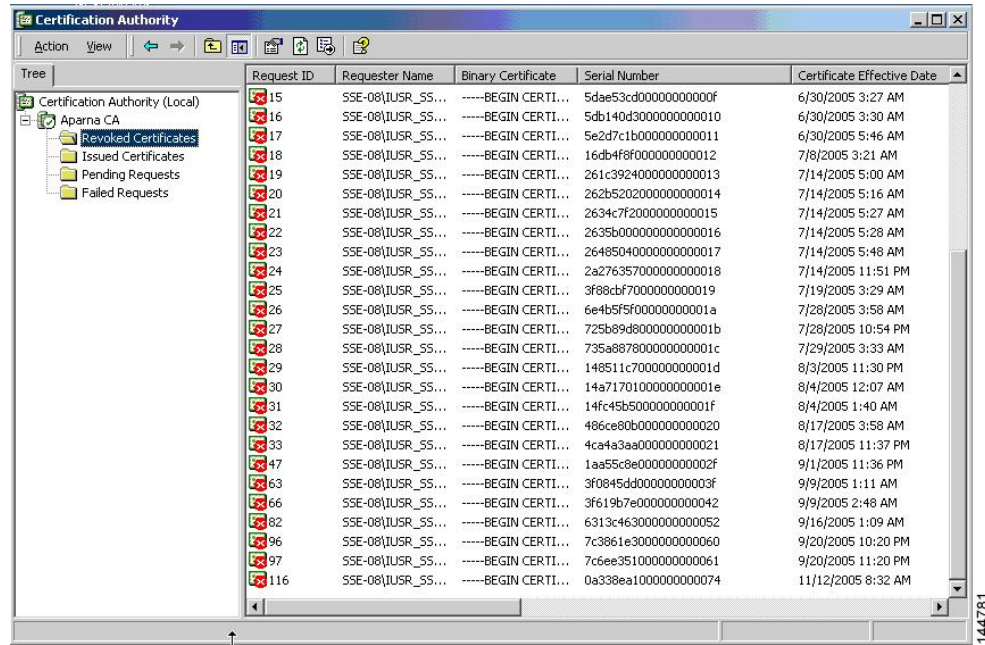 Certification Authority
Action View
Tree
Request ID Requester Name Binary Certificate Serial Number Certificate Effective Date
Certification Authority (Local)
Aparna CA
Revoked Certificates
Issued Certificates
Pending Requests
Failed Requests
15 SSE-08\IUSR_SS... -----BEGIN CERTI... 5dae53cd00000000000f 6/30/2005 3:27 AM
16 SSE-08\IUSR_SS... -----BEGIN CERTI... 5db140d3000000000010 6/30/2005 3:30 AM
17 SSE-08\IUSR_SS... -----BEGIN CERTI... 5e2d7c1b000000000011 6/30/2005 5:46 AM
18 SSE-08\IUSR_SS... -----BEGIN CERTI... 16db4f8f000000000012 7/8/2005 3:21 AM
19 SSE-08\IUSR_SS... -----BEGIN CERTI... 261c3924000000000013 7/14/2005 5:00 AM
20 SSE-08\IUSR_SS... -----BEGIN CERTI... 262b5202000000000014 7/14/2005 5:16 AM
21 SSE-08\IUSR_SS... -----BEGIN CERTI... 2634c7f2000000000015 7/14/2005 5:27 AM
22 SSE-08\IUSR_SS... -----BEGIN CERTI... 2635b000000000000016 7/14/2005 5:28 AM
23 SSE-08\IUSR_SS... -----BEGIN CERTI... 26485040000000000017 7/14/2005 5:48 AM
24 SSE-08\IUSR_SS... -----BEGIN CERTI... 2a276357000000000018 7/14/2005 11:51 PM
25 SSE-08\IUSR_SS... -----BEGIN CERTI... 3f88cbf7000000000019 7/19/2005 3:29 AM
26 SSE-08\IUSR_SS... -----BEGIN CERTI... 6e4b5f5f00000000001a 7/28/2005 3:58 AM
27 SSE-08\IUSR_SS... -----BEGIN CERTI... 725b89d800000000001b 7/28/2005 10:54 PM
28 SSE-08\IUSR_SS... -----BEGIN CERTI... 735a887800000000001c 7/29/2005 3:33 AM
29 SSE-08\IUSR_SS... -----BEGIN CERTI... 148511c700000000001d 8/3/2005 11:30 PM
30 SSE-08\IUSR_SS... -----BEGIN CERTI... 14a7170100000000001e 8/4/2005 12:07 AM
31 SSE-08\IUSR_SS... -----BEGIN CERTI... 14fc45b500000000001f 8/4/2005 1:40 AM
32 SSE-08\IUSR_SS... -----BEGIN CERTI... 486ce80b000000000020 8/17/2005 3:58 AM
33 SSE-08\IUSR_SS... -----BEGIN CERTI... 4ca4a3aa000000000021 8/17/2005 11:37 PM
47 SSE-08\IUSR_SS... -----BEGIN CERTI... 1aa55c8e00000000002f 9/1/2005 11:36 PM
63 SSE-08\IUSR_SS... -----BEGIN CERTI... 3f0845dd00000000003f 9/9/2005 1:11 AM
66 SSE-08\IUSR_SS... -----BEGIN CERTI... 3f619b7e000000000042 9/9/2005 2:48 AM
82 SSE-08\IUSR_SS... -----BEGIN CERTI... 6313c463000000000052 9/16/2005 1:09 AM
96 SSE-08\IUSR_SS... -----BEGIN CERTI... 7c3861e3000000000060 9/20/2005 10:20 PM
97 SSE-08\IUSR_SS... -----BEGIN CERTI... 7c6ee351000000000061 9/20/2005 11:20 PM
116 SSE-08\IUSR_SS... -----BEGIN CERTI... 0a338ea1000000000074 11/12/2005 8:32 AM
144781